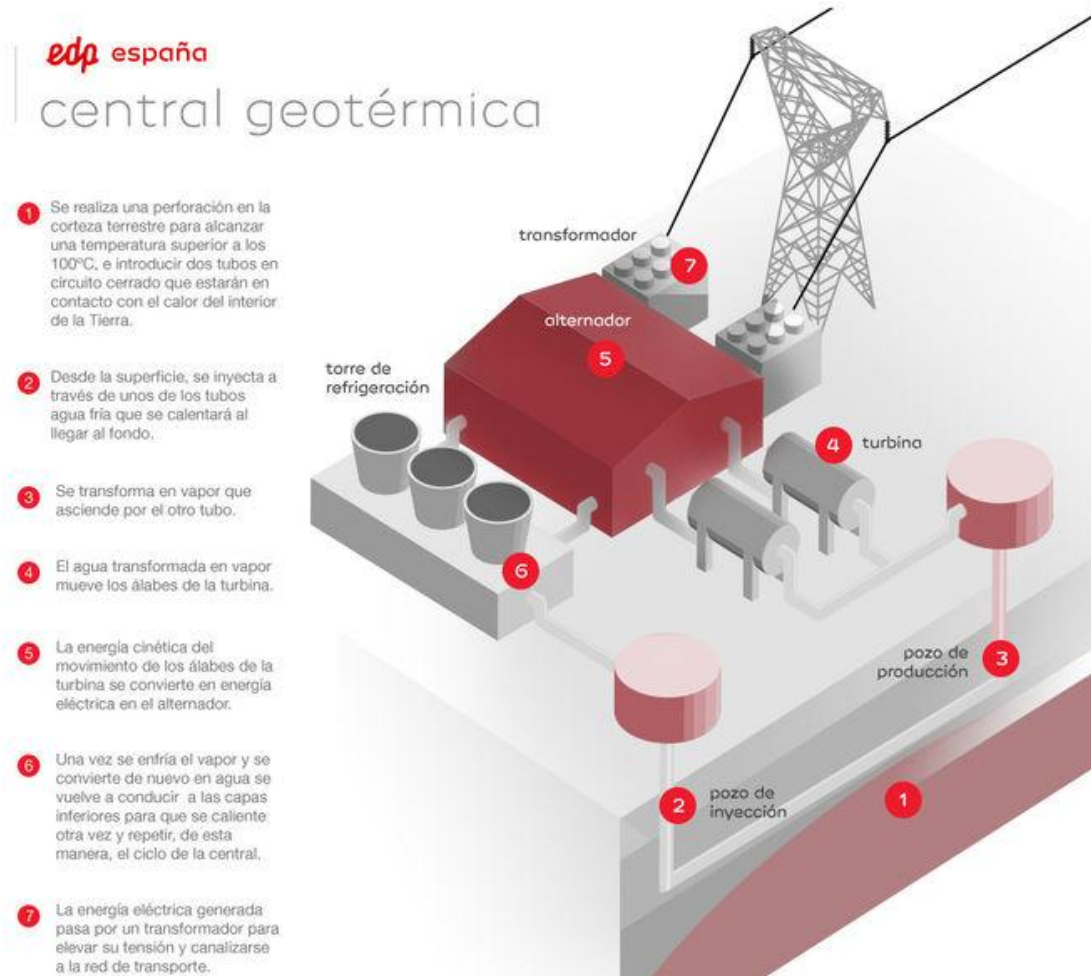 edp españa
central geotérmica
1 Se realiza una perforación en la
corteza terrestre para alcanzar
una temperatura superior a los
100ºC, e introducir dos tubos en
circuito cerrado que estarán en
contacto con el calor del interior
de la Tierra.
2 Desde la superficie, se inyecta a
través de unos de los tubos
agua fría que se calentará al
llegar al fondo.
3 Se transforma en vapor que
asciende por el otro tubo.
4 El agua transformada en vapor
mueve los álabes de la turbina.
5 La energía cinética del
movimiento de los álabes de la
turbina se convierte en energía
eléctrica en el alternador.
6 Una vez se enfría el vapor y se
convierte de nuevo en agua se
vuelve a conducir a las capas
inferiores para que se caliente
otra vez y repetir, de esta
manera, el ciclo de la central.
7 La energía eléctrica generada
pasa por un transformador para
elevar su tensión y canalizarse
a la red de transporte.
transformador
7
alternador
5
torre de
refrigeración
4 turbina
6
pozo de
producción
3
2
pozo de
inyección
1